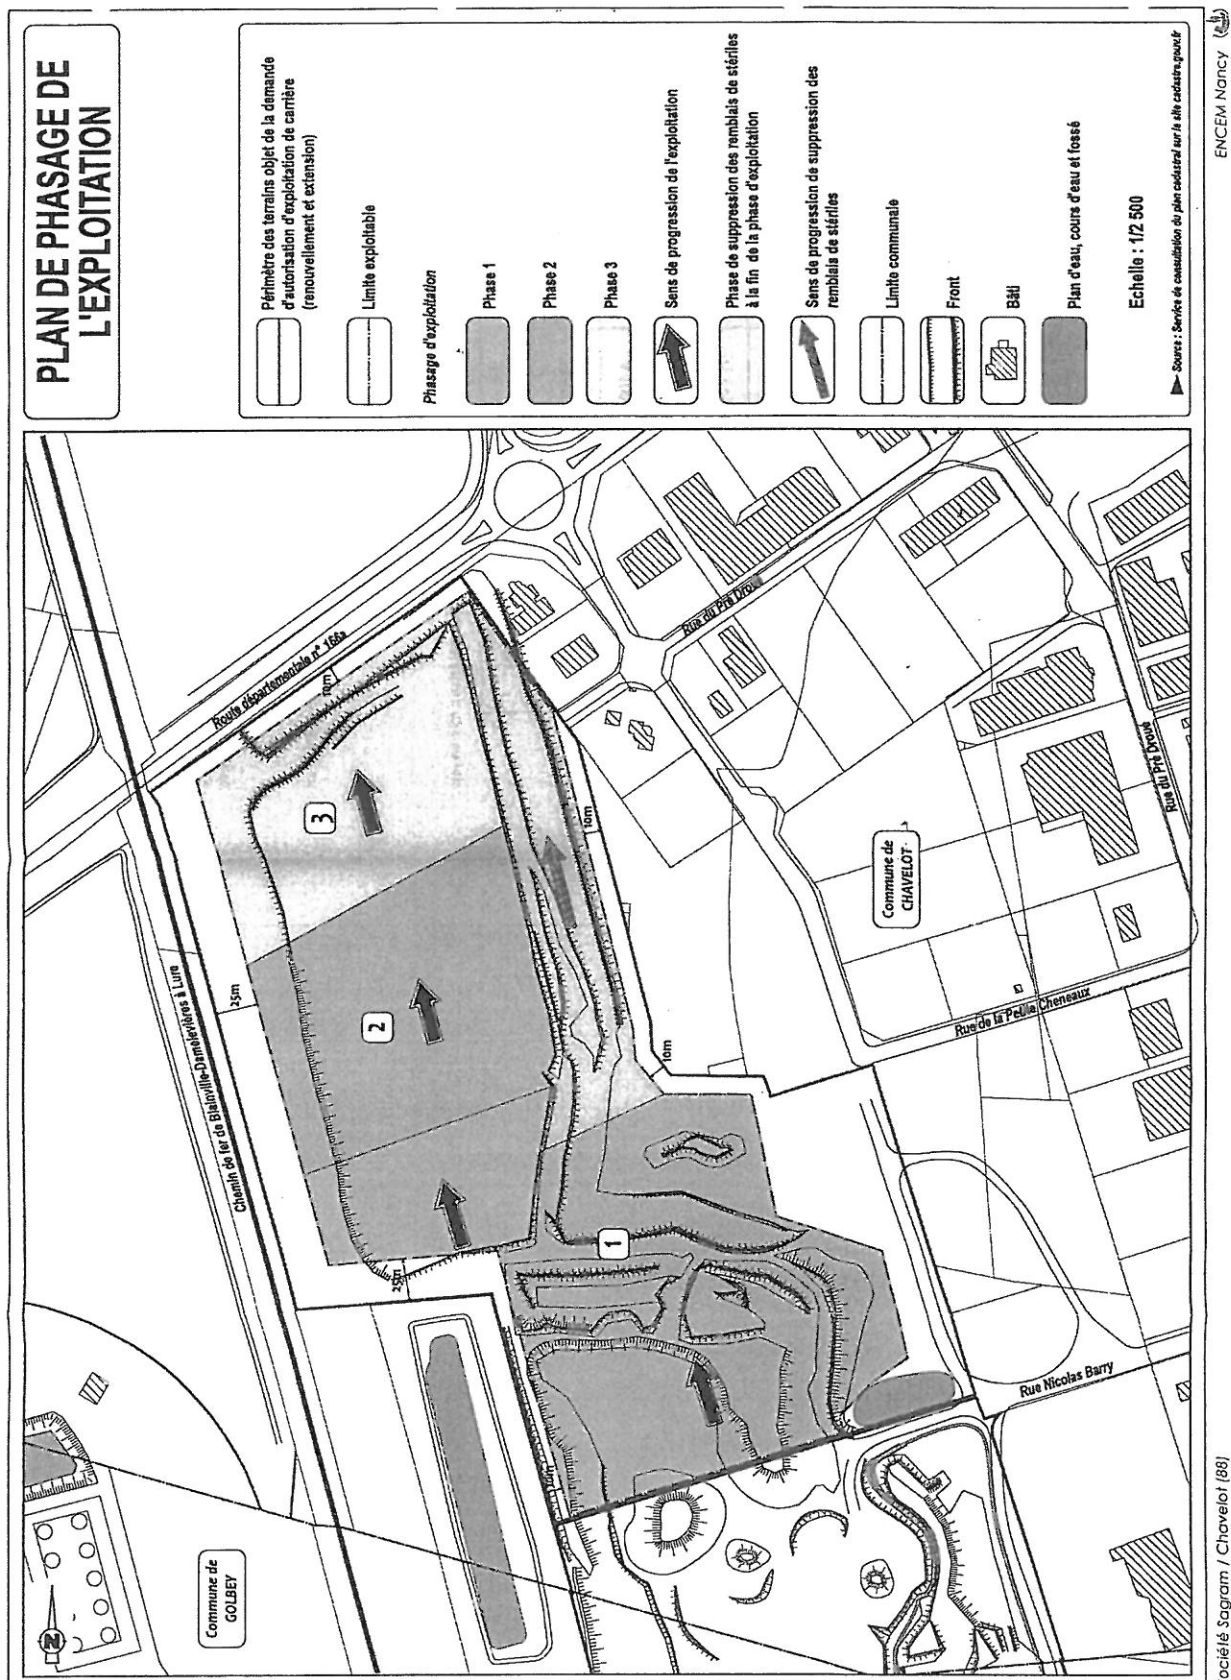 PLAN DE PHASAGE DE
L'EXPLOITATION
Périmètre des terrains objet de la demande
d'autorisation d'exploitation de carrière
(renouvellement et extension)
Limite exploitable
Phasage d'exploitation
Phase 1
Phase 2
Phase 3
Sens de progression de l'exploitation
Phase de suppression des remblais de stériles
à la fin de la phase d'exploitation
Sens de progression de suppression des
remblais de stériles
Limite communale
Front
Bâti
Plan d'eau, cours d'eau et fossé
Echelle : 1/2 500
► Source : Service de consultation du plan cadastral sur le site cadastre.gouv.fr
N
Commune de
GOLBEY
Chemin de fer de Blainville-Damelevières à Lure
Route départementale n° 166a
25m
10m
3
2
25m
1
10m
10m
10m
Rue du Pré Droué
Commune de
CHAVELOT
Rue de la Petite Cheneaux
Rue du Pré Droué
Rue Nicolas Barry
ociété Sagram / Chavelot (88)
ENCEM Nancy